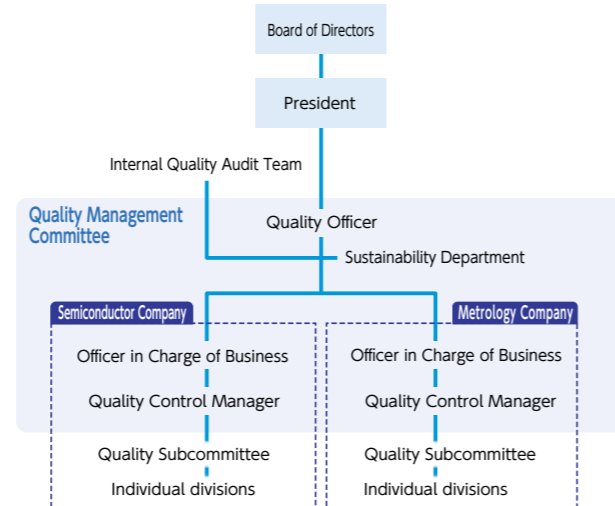 Board of Directors
President
Internal Quality Audit Team
Quality Management
Committee
Quality Officer
Sustainability Department
Semiconductor Company
Metrology Company
Officer in Charge of Business
Officer in Charge of Business
Quality Control Manager
Quality Control Manager
Quality Subcommittee
Quality Subcommittee
Individual divisions
Individual divisions